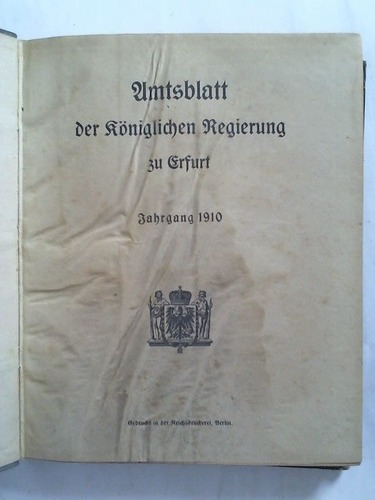 Amtsblatt
der Königlichen Regierung
zu Erfurt
Jahrgang 1910
Gedruckt in der Reichsdruckerei, Berlin.